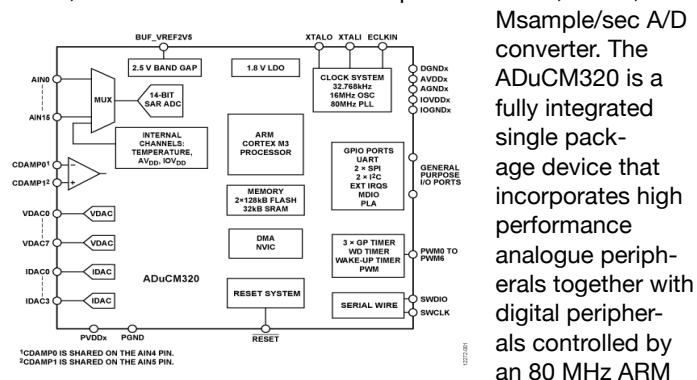 BUF_VREF2V5
XTALO XTALI ECLKIN
AIN0
AIN15
MUX
2.5 V BAND GAP
14-BIT
SAR ADC
INTERNAL
CHANNELS:
TEMPERATURE,
AVDD, IOVDD
CDAMP0¹
CDAMP1²
VDAC0
VDAC
VDAC7
VDAC
IDAC0
IDAC
IDAC3
IDAC
ADuCM320
1.8 V LDO
ARM
CORTEX M3
PROCESSOR
MEMORY
2×128kB FLASH
32kB SRAM
DMA
NVIC
RESET SYSTEM
CLOCK SYSTEM
32.768kHz
16MHz OSC
80MHz PLL
GPIO PORTS
UART
2 × SPI
2 × I²C
EXT IRQS
MDIO
PLA
3 × GP TIMER
WD TIMER
WAKE-UP TIMER
PWM
SERIAL WIRE
DGNDx
AVDDx
AGNDx
IOVDDx
IOGNDx
GENERAL
PURPOSE
I/O PORTS
PWM0 TO
PWM6
SWDIO
SWCLK
PVDDx PGND
RESET
12272-001
¹CDAMP0 IS SHARED ON THE AIN4 PIN.
²CDAMP1 IS SHARED ON THE AIN5 PIN.
Msample/sec A/D
converter. The
ADuCM320 is a
fully integrated
single pack-
age device that
incorporates high
performance
analogue periph-
erals together with
digital peripher-
als controlled by
an 80 MHz ARM